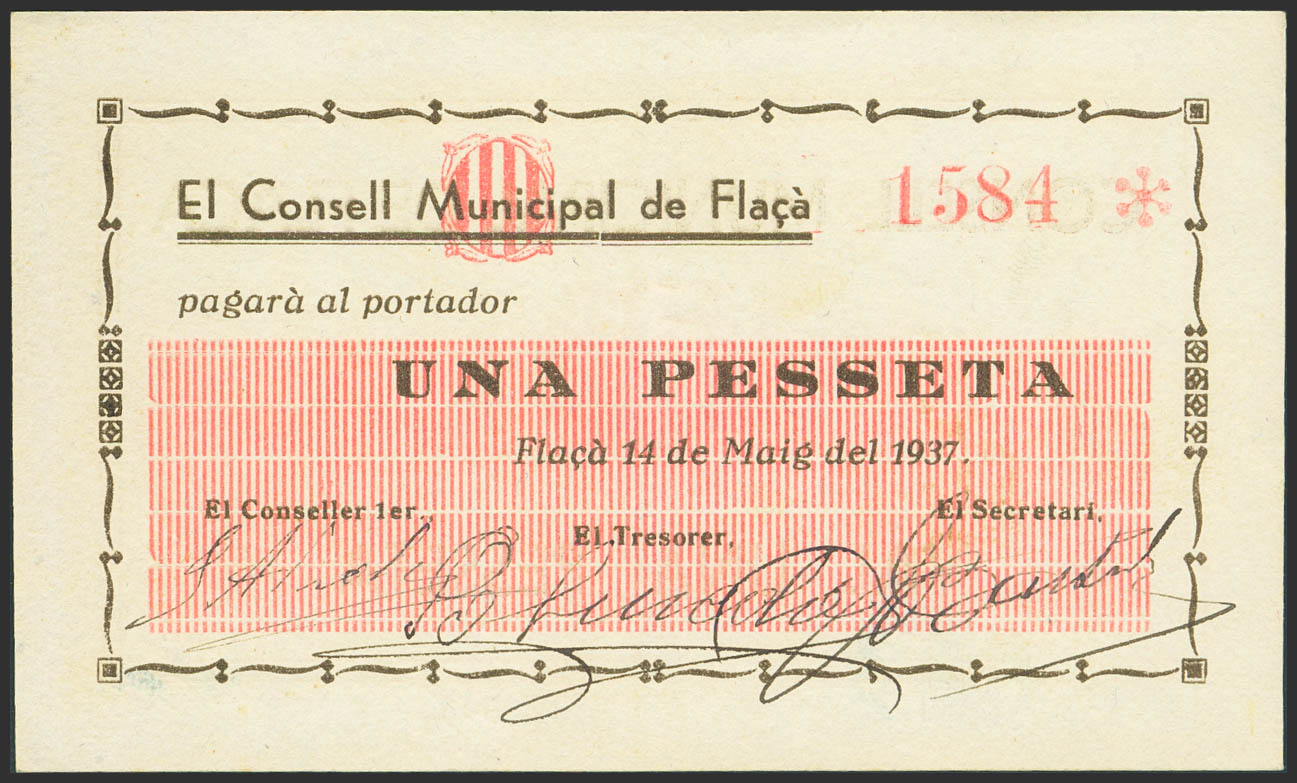 El Consell Municipal de Flaçà 1584
pagarà al portador
UNA PESSETA
Flaçà 14 de Maig del 1937.
El Conseller 1er.,
El Tresorer,
El Secretari,